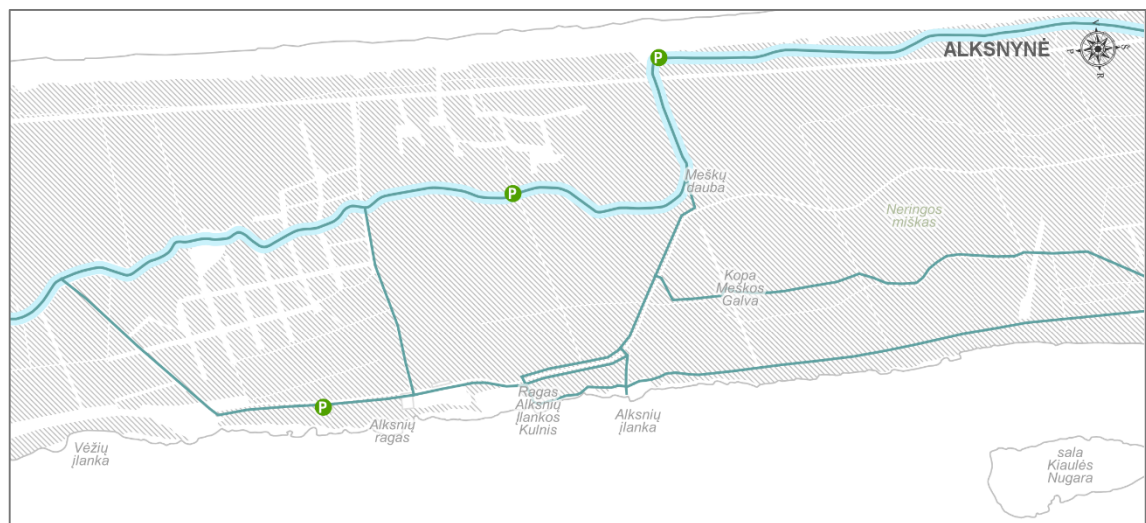 P
ALKSNYNĖ
V
Š
P
R
Meškų
dauba
P
Neringos
miškas
Kopa
Meškos
Galva
P
Ragas
Alksnių
Įlankos
Kulnis
Alksnių
įlanka
Alksnių
ragas
Vėžių
įlanka
sala
Kiaulės
Nugara